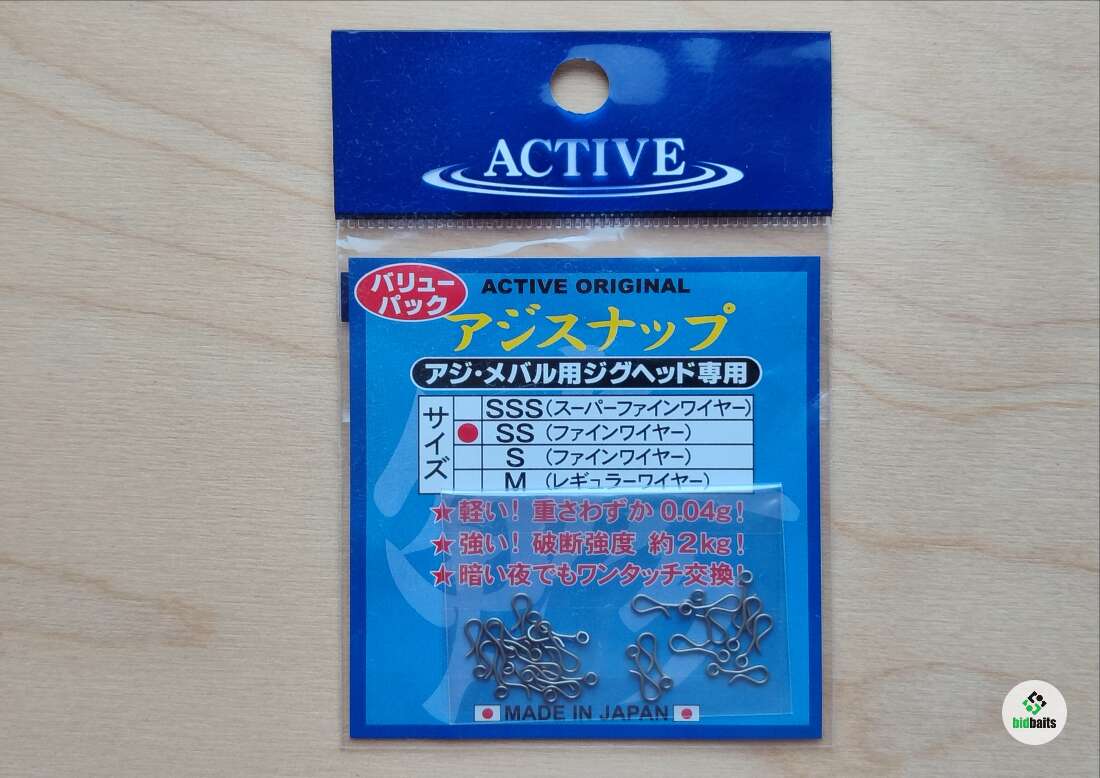 ACTIVE
バリュー
パック
ACTIVE ORIGINAL
アジスナップ
アジ・メバル用ジグヘッド専用
サイズ
SSS(スーパーファインワイヤー)
SS (ファインワイヤー)
S (ファインワイヤー)
M (レギュラーワイヤー)
★軽い! 重さわずか 0.04g!
★強い! 破断強度 約2kg!
★暗い夜でもワンタッチ交換!
MADE IN JAPAN
bidbaits